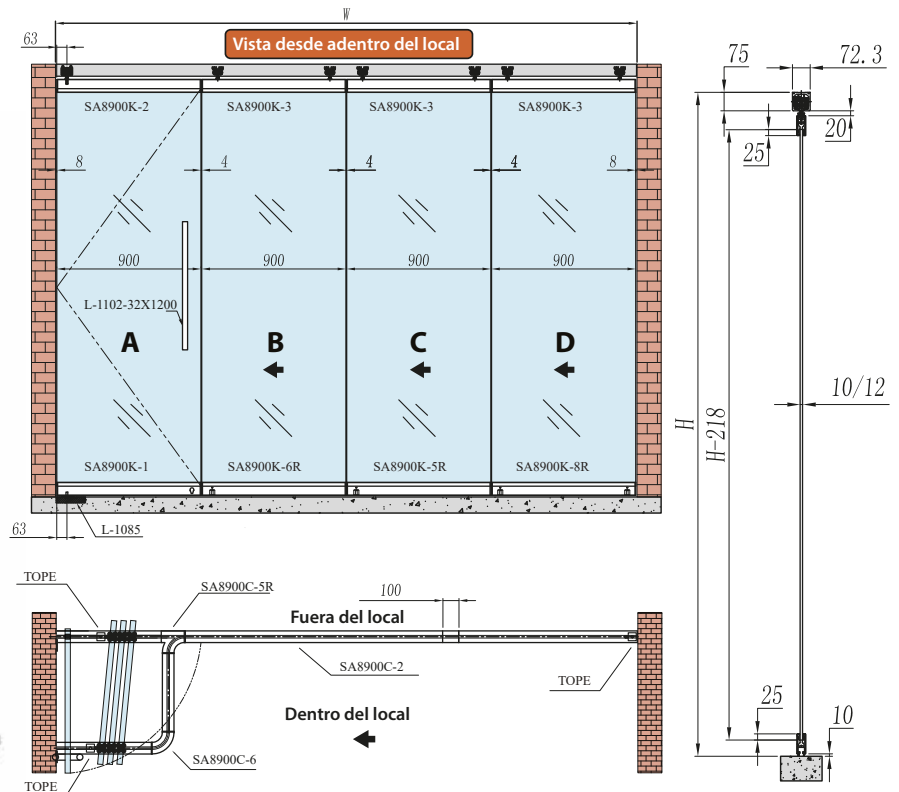 W
63
Vista desde adentro del local
SA8900K-2
SA8900K-3
SA8900K-3
SA8900K-3
8
4
4
4
8
900
900
900
900
L-1102-32X1200
A
B
C
D
SA8900K-1
SA8900K-6R
SA8900K-5R
SA8900K-8R
63
L-1085
75
72.3
20
25
10/12
H
H-218
25
10
TOPE
SA8900C-5R
Fuera del local
100
SA8900C-2
TOPE
Dentro del local
SA8900C-6
TOPE